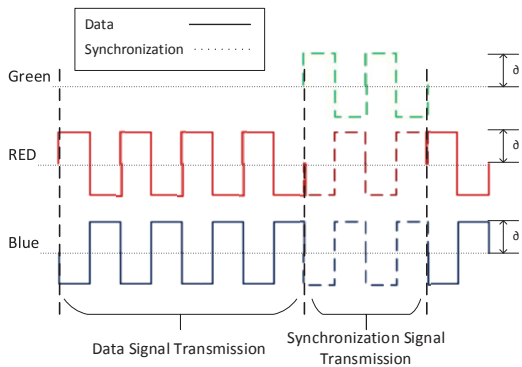 Data
Synchronization
Green
RED
Blue
∂
∂
∂
Data Signal Transmission
Synchronization Signal
Transmission